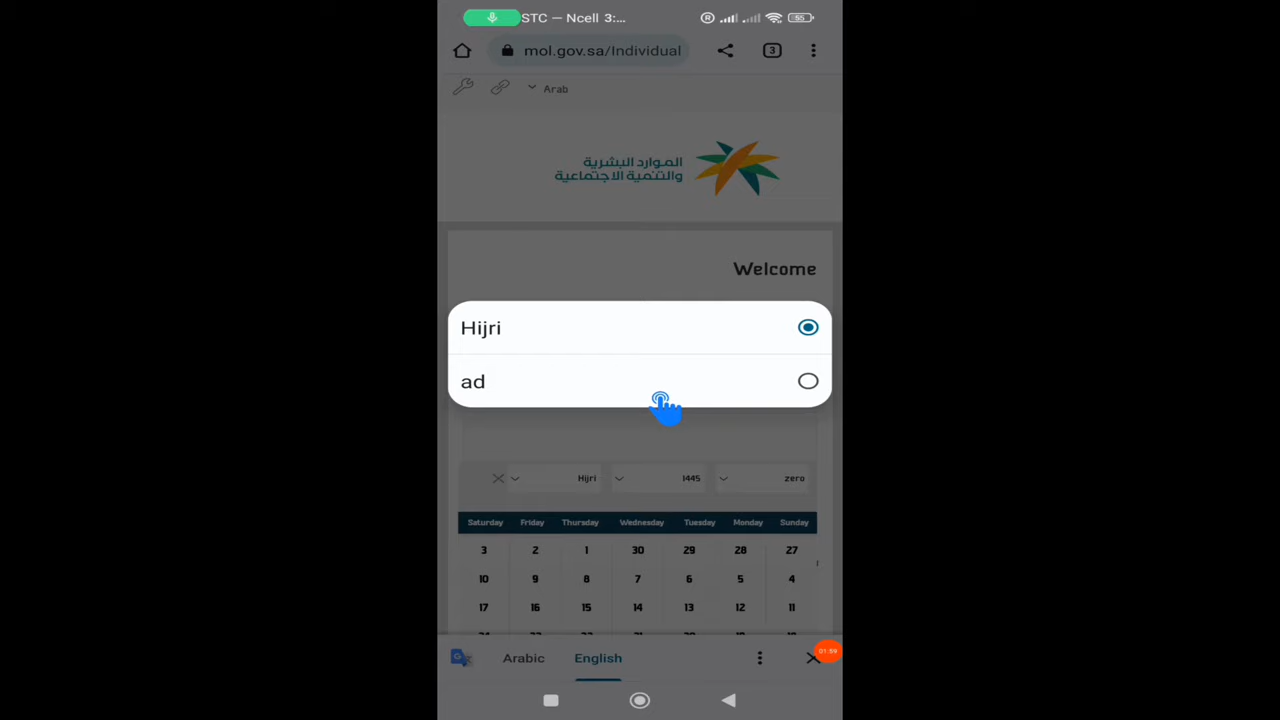 STC — Ncell 3:...
55
mol.gov.sa/Individual
3
Arab
الموارد البشرية
والتنمية الاجتماعية
Welcome
Hijri
ad
Hijri 1445 zero
Saturday Friday Thursday Wednesday Tuesday Monday Sunday
3 2 1 30 29 28 27
10 9 8 7 6 5 4
17 16 15 14 13 12 11
Arabic English
01:59